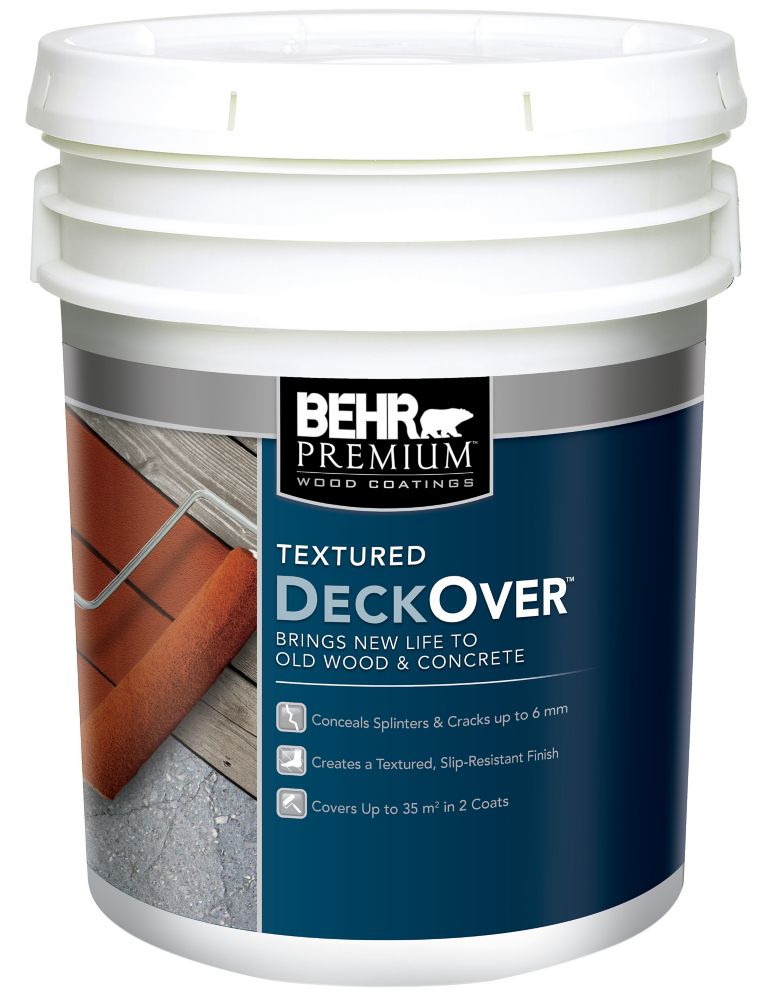 BEHR
PREMIUM™
WOOD COATINGS
TEXTURED
DECKOVER™
BRINGS NEW LIFE TO
OLD WOOD & CONCRETE
Conceals Splinters & Cracks up to 6 mm
Creates a Textured, Slip-Resistant Finish
Covers Up to 35 m² in 2 Coats